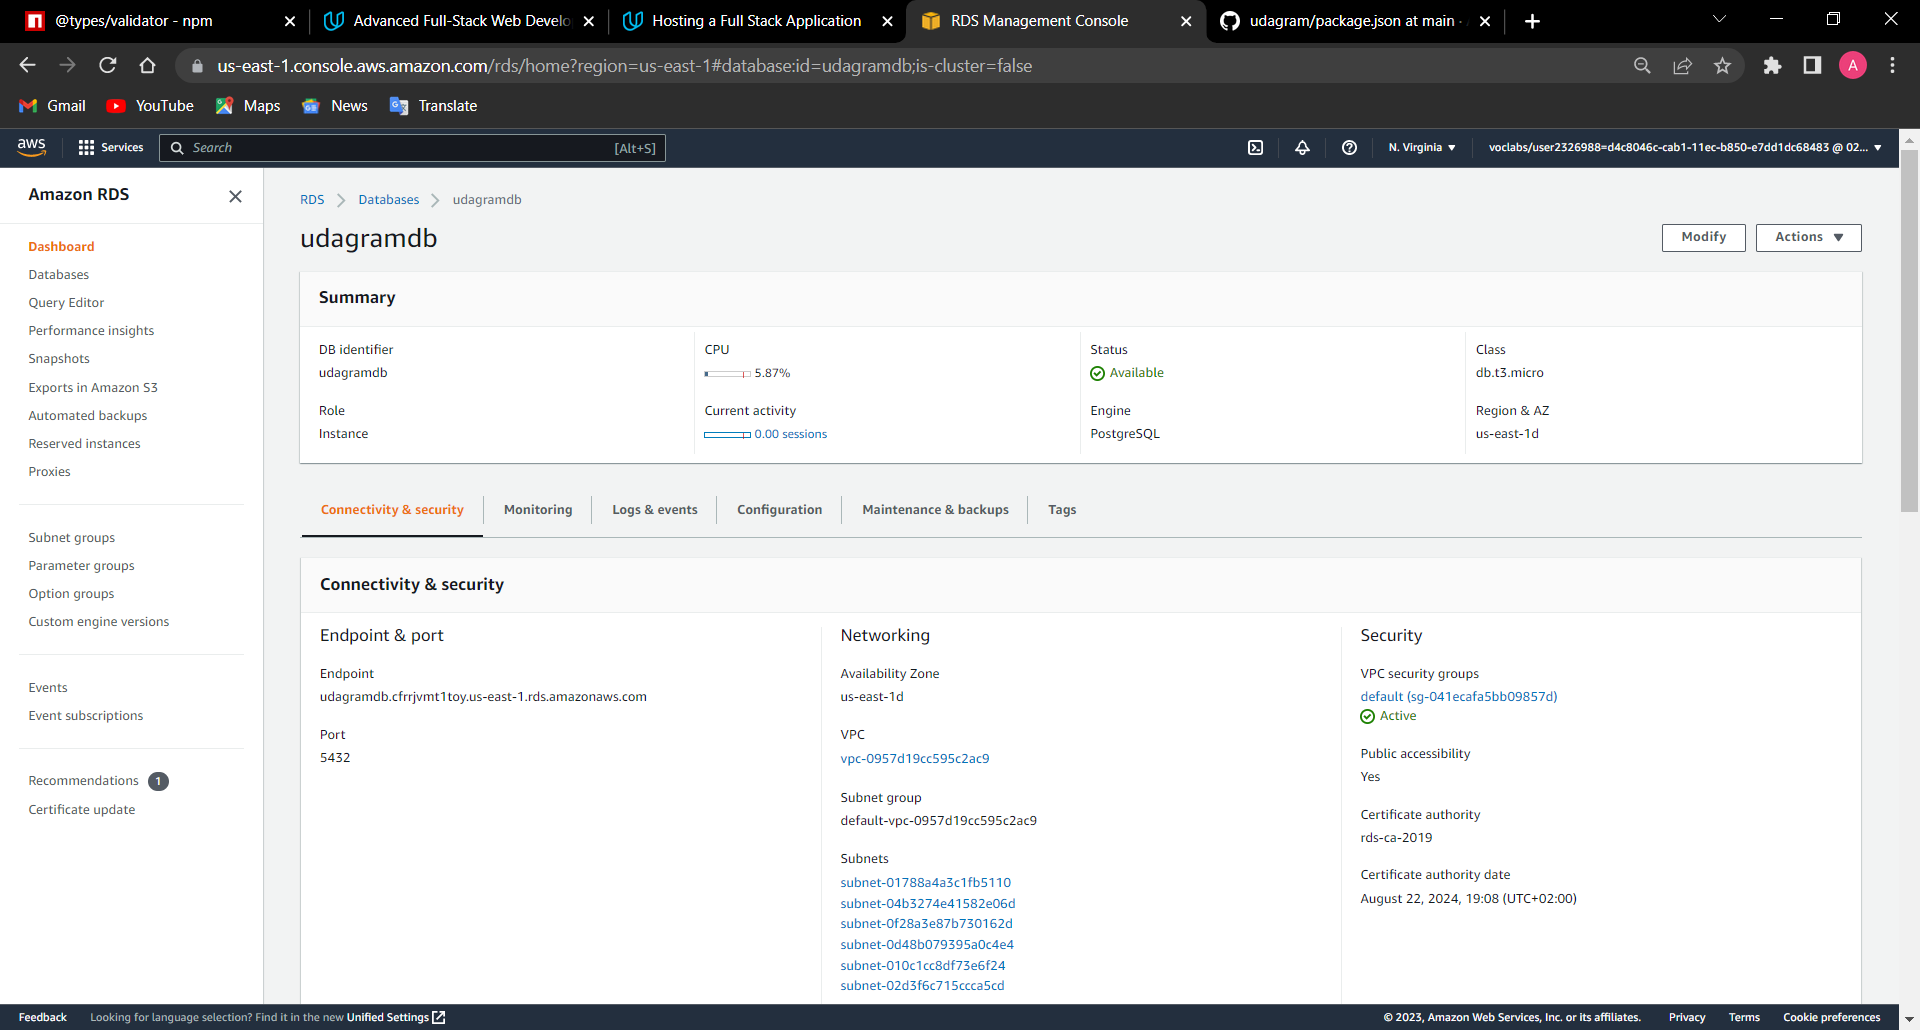 @types/validator - npm
Advanced Full-Stack Web Develo
Hosting a Full Stack Application
RDS Management Console
udagram/package.json at main ·
us-east-1.console.aws.amazon.com/rds/home?region=us-east-1#database:id=udagramdb;is-cluster=false
A
Gmail
YouTube
Maps
News
Translate
aws
Services
Search
[Alt+S]
N. Virginia
voclabs/user2326988=d4c8046c-cab1-11ec-b850-e7dd1dc68483 @ 02...
Amazon RDS
Dashboard
Databases
Query Editor
Performance insights
Snapshots
Exports in Amazon S3
Automated backups
Reserved instances
Proxies
Subnet groups
Parameter groups
Option groups
Custom engine versions
Events
Event subscriptions
Recommendations 1
Certificate update
RDS
Databases
udagramdb
udagramdb
Modify
Actions
Summary
DB identifier
udagramdb
CPU
5.87%
Status
Available
Class
db.t3.micro
Role
Instance
Current activity
0.00 sessions
Engine
PostgreSQL
Region & AZ
us-east-1d
Connectivity & security
Monitoring
Logs & events
Configuration
Maintenance & backups
Tags
Connectivity & security
Endpoint & port
Endpoint
udagramdb.cfrrjvmt1toy.us-east-1.rds.amazonaws.com
Port
5432
Networking
Availability Zone
us-east-1d
VPC
vpc-0957d19cc595c2ac9
Subnet group
default-vpc-0957d19cc595c2ac9
Subnets
subnet-01788a4a3c1fb5110
subnet-04b3274e41582e06d
subnet-0f28a3e87b730162d
subnet-0d48b079395a0c4e4
subnet-010c1cc8df73e6f24
subnet-02d3f6c715ccca5cd
Security
VPC security groups
default (sg-041ecafa5bb09857d)
Active
Public accessibility
Yes
Certificate authority
rds-ca-2019
Certificate authority date
August 22, 2024, 19:08 (UTC+02:00)
Feedback
Looking for language selection? Find it in the new Unified Settings
© 2023, Amazon Web Services, Inc. or its affiliates.
Privacy
Terms
Cookie preferences